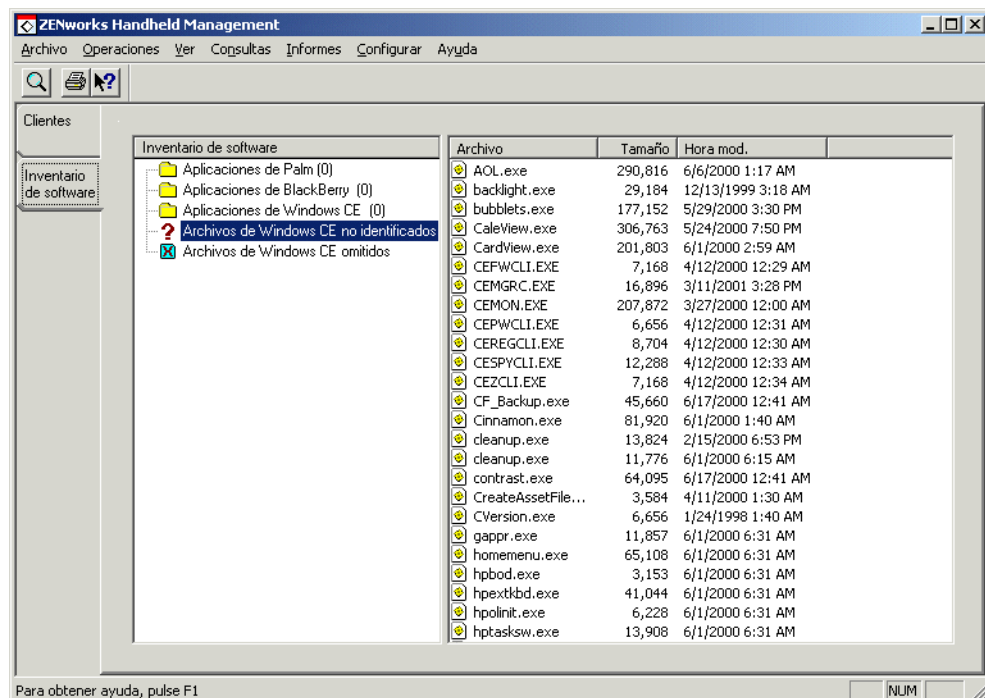 ZENworks Handheld Management
Archivo Operaciones Ver Consultas Informes Configurar Ayuda
Clientes
Inventario de software
Inventario de software
Aplicaciones de Palm (0)
Aplicaciones de BlackBerry (0)
Aplicaciones de Windows CE (0)
Archivos de Windows CE no identificados
Archivos de Windows CE omitidos
Archivo Tamaño Hora mod.
AOL.exe 290,816 6/6/2000 1:17 AM
backlight.exe 29,184 12/13/1999 3:18 AM
bubblets.exe 177,152 5/29/2000 3:30 PM
CaleView.exe 306,763 5/24/2000 7:50 PM
CardView.exe 201,803 6/1/2000 2:59 AM
CEFWCLI.EXE 7,168 4/12/2000 12:29 AM
CEMGRC.EXE 16,896 3/11/2001 3:28 PM
CEMON.EXE 207,872 3/27/2000 12:00 AM
CEPWCLI.EXE 6,656 4/12/2000 12:31 AM
CEREGCLI.EXE 8,704 4/12/2000 12:30 AM
CESPYCLI.EXE 12,288 4/12/2000 12:33 AM
CEZCLI.EXE 7,168 4/12/2000 12:34 AM
CF_Backup.exe 45,660 6/17/2000 12:41 AM
Cinnamon.exe 81,920 6/1/2000 1:40 AM
cleanup.exe 13,824 2/15/2000 6:53 PM
cleanup.exe 11,776 6/1/2000 6:15 AM
contrast.exe 64,095 6/17/2000 12:41 AM
CreateAssetFile... 3,584 4/11/2000 1:30 AM
CVersion.exe 6,656 1/24/1998 1:40 AM
gappr.exe 11,857 6/1/2000 6:31 AM
homemenu.exe 65,108 6/1/2000 6:31 AM
hpbod.exe 3,153 6/1/2000 6:31 AM
hpextkbd.exe 41,044 6/1/2000 6:31 AM
hpolinit.exe 6,228 6/1/2000 6:31 AM
hptasksw.exe 13,908 6/1/2000 6:31 AM
Para obtener ayuda, pulse F1
NUM